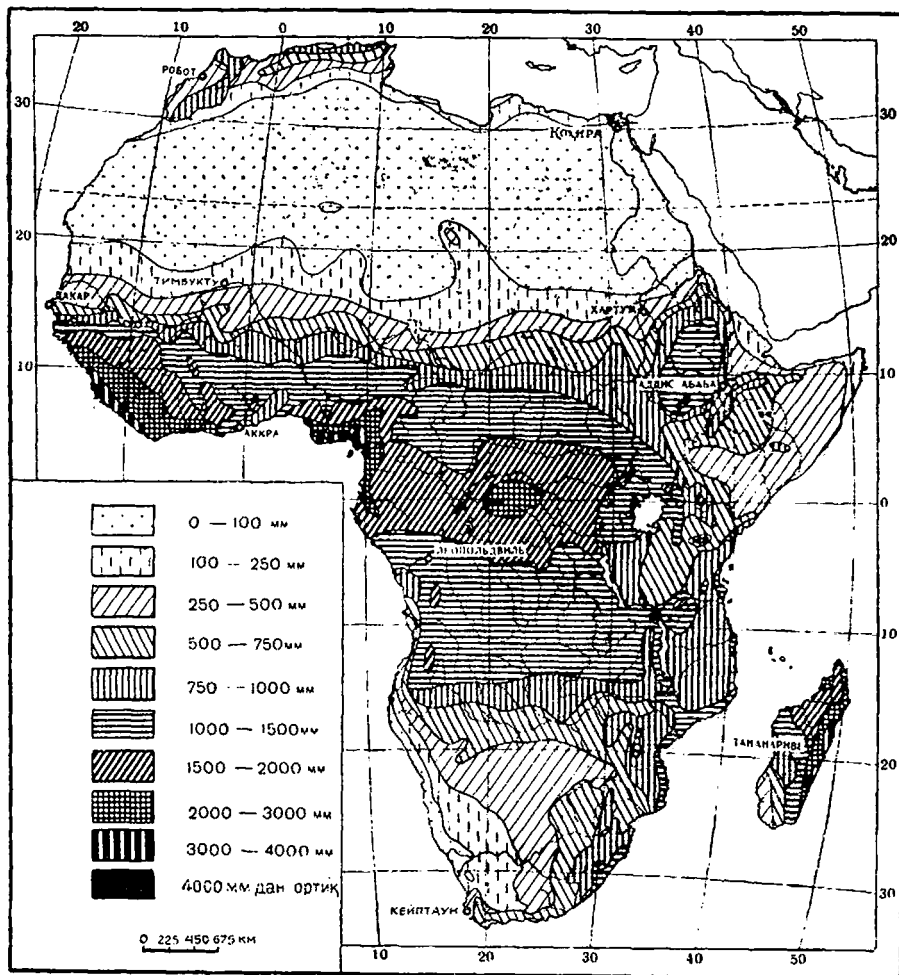 20 10 0 10 20 30 40 50
РОБОТ
30 30
ҚОҲИРА
20 20
ТИМБУКТУ
ДАКАР
ХАРТУМ
10 10
АДДИС АБАБА
АККРА
0
ЛЕОПОЛЬДВИЛЬ
10
ТАНАНАРИВЕ
20
30
КЕЙПТАУН
10 20 30 40 50
0 — 100 мм
100 -- 250 мм
250 — 500 мм
500 — 750мм
750 -- 1000 мм
1000 — 1500мм
1500 — 2000 мм
2000 — 3000 мм
3000 — 4000 мм
4000 мм дан ортиқ
0 225 450 675 КМ